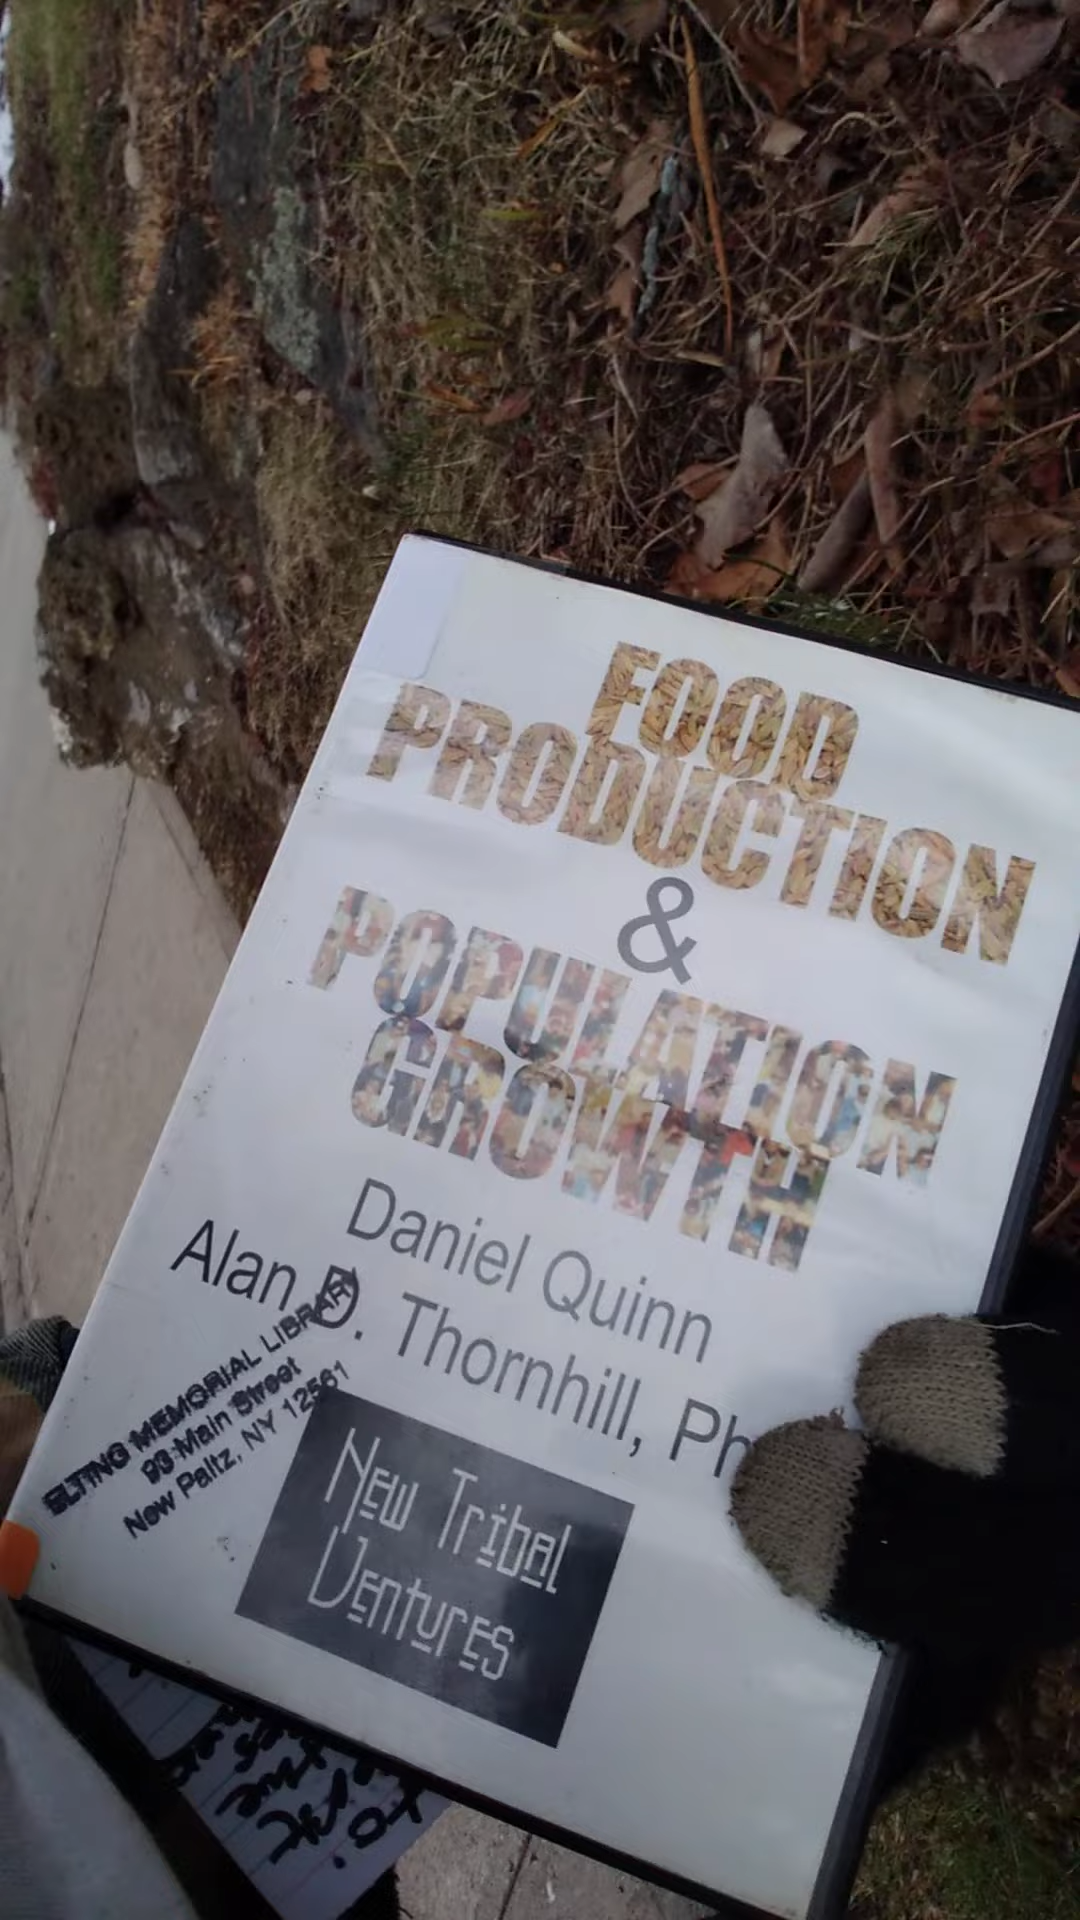 FOOD
PRODUCTION
&
POPULATION
GROWTH
Daniel Quinn
Alan D. Thornhill, Ph
ELTING MEMORIAL LIBRARY
93 Main Street
New Paltz, NY 12561
New Tribal
Ventures
to